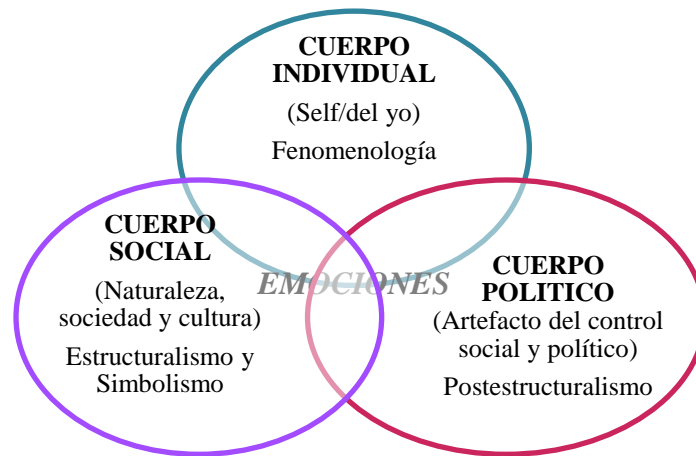 CUERPO
INDIVIDUAL
(Self/del yo)
Fenomenología
CUERPO
SOCIAL
(Naturaleza,
sociedad y cultura)
Estructuralismo y
Simbolismo
EMOCIONES
CUERPO
POLITICO
(Artefacto del control
social y político)
Postestructuralismo